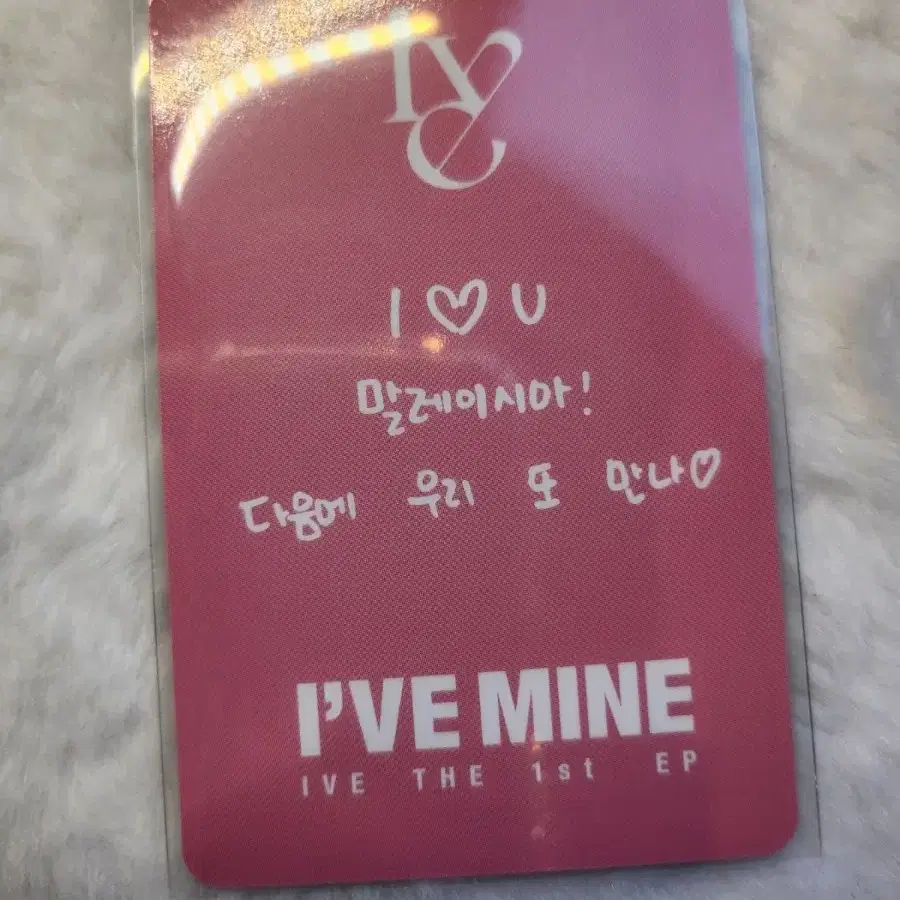 IVE
I ♡ U
말레이시아!
다음에 우리 또 만나♡
I'VE MINE
IVE THE 1st EP